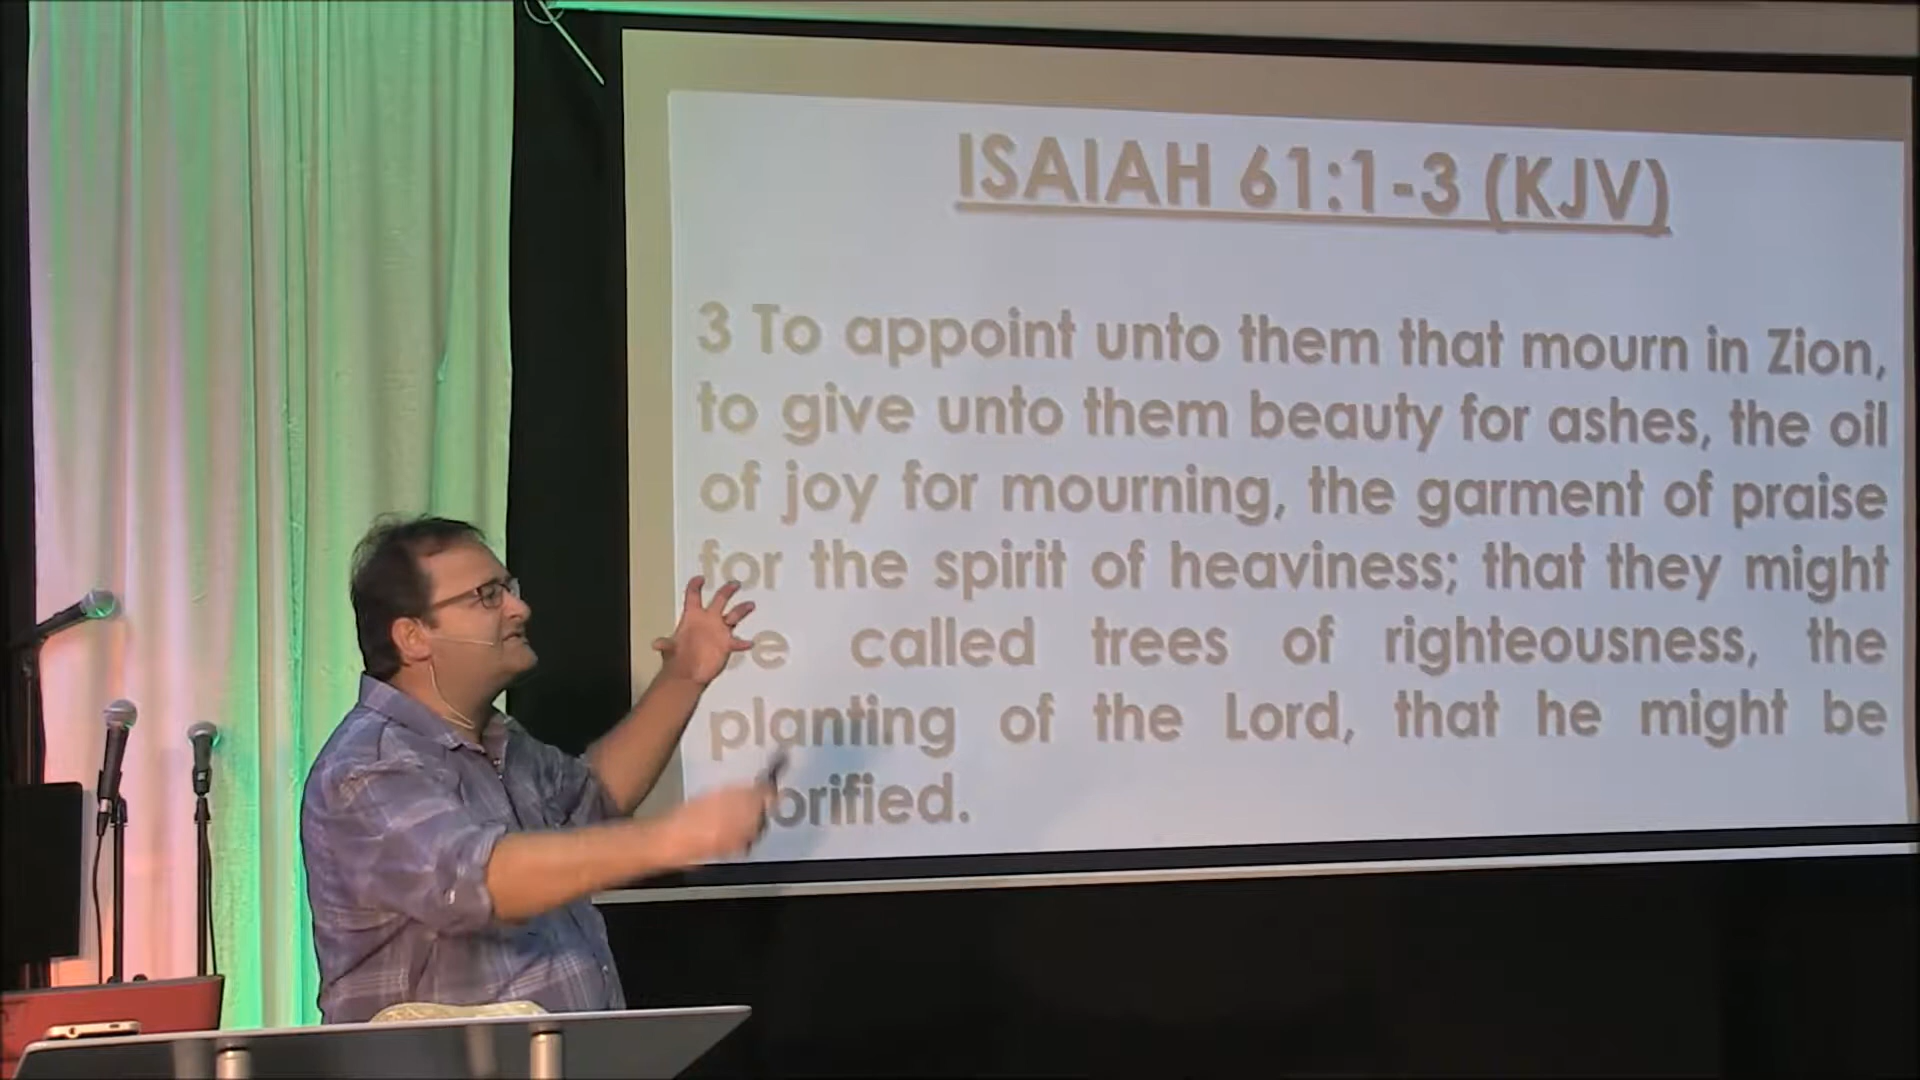 ISAIAH 61:1-3 (KJV)
3 To appoint unto them that mourn in Zion,
to give unto them beauty for ashes, the oil
of joy for mourning, the garment of praise
for the spirit of heaviness; that they might
called trees of righteousness, the
planting of the Lord, that he might be